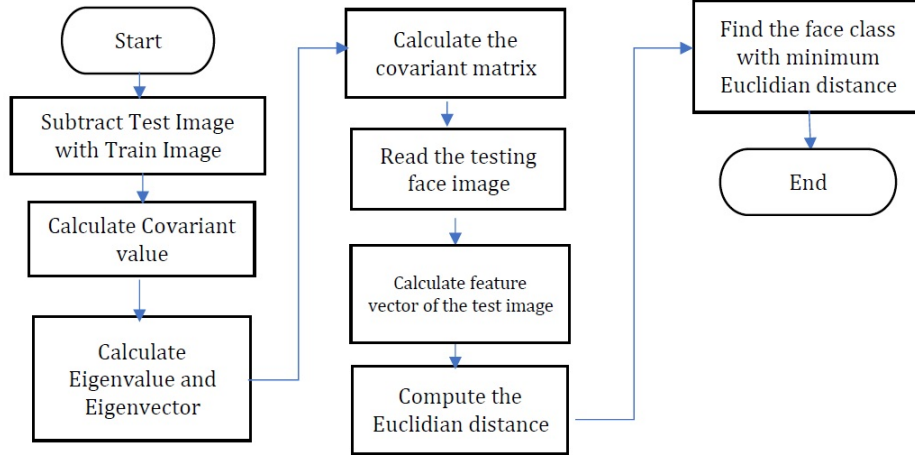 Start
Subtract Test Image
with Train Image
Calculate Covariant
value
Calculate
Eigenvalue and
Eigenvector
Calculate the
covariant matrix
Read the testing
face image
Calculate feature
vector of the test image
Compute the
Euclidian distance
Find the face class
with minimum
Euclidian distance
End